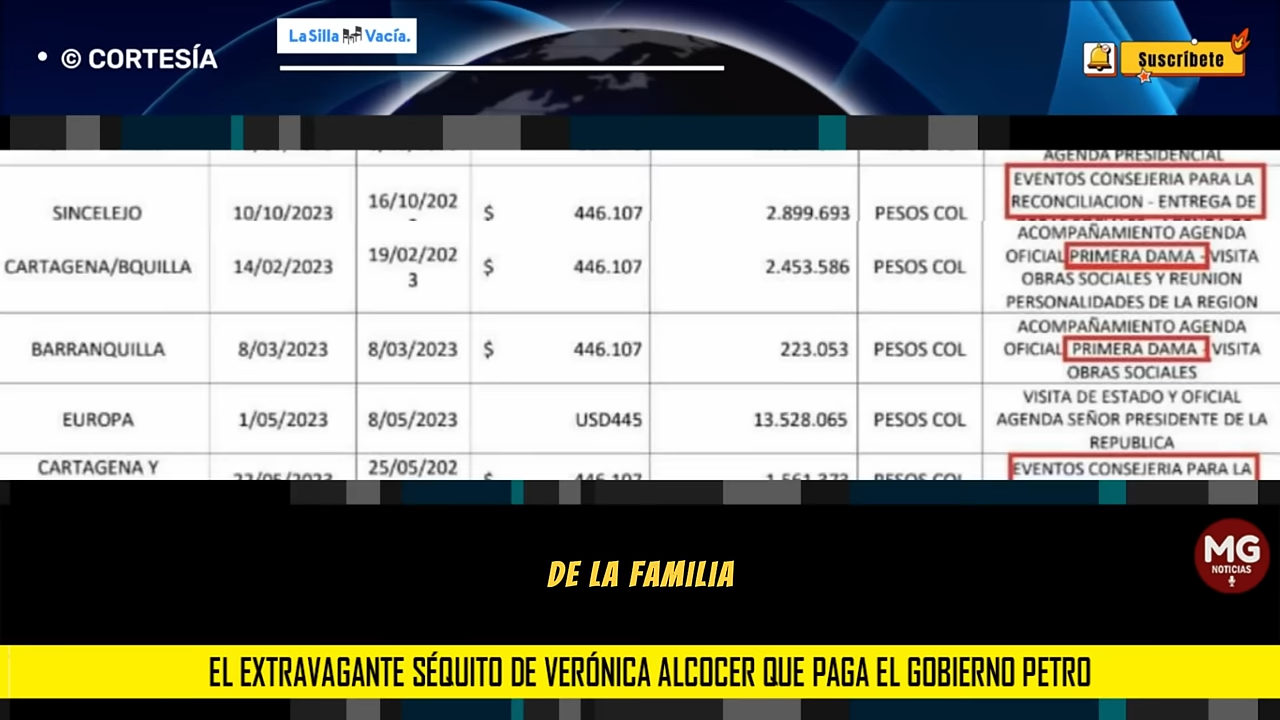 • © CORTESÍA
LaSilla Vacía.
Suscríbete
AGENDA PRESIDENCIAL
SINCELEJO 10/10/2023 16/10/202 $ 446.107 2.899.693 PESOS COL EVENTOS CONSEJERIA PARA LA
RECONCILIACION - ENTREGA DE
CARTAGENA/BQUILLA 14/02/2023 19/02/202
3 $ 446.107 2.453.586 PESOS COL ACOMPAÑAMIENTO AGENDA
OFICIAL PRIMERA DAMA - VISITA
OBRAS SOCIALES Y REUNION
PERSONALIDADES DE LA REGION
BARRANQUILLA 8/03/2023 8/03/2023 $ 446.107 223.053 PESOS COL ACOMPAÑAMIENTO AGENDA
OFICIAL PRIMERA DAMA - VISITA
OBRAS SOCIALES
EUROPA 1/05/2023 8/05/2023 USD445 13.528.065 PESOS COL VISITA DE ESTADO Y OFICIAL
AGENDA SEÑOR PRESIDENTE DE LA
REPUBLICA
CARTAGENA Y 25/05/202 EVENTOS CONSEJERIA PARA LA
DE LA FAMILIA
MG
NOTICIAS
EL EXTRAVAGANTE SÉQUITO DE VERÓNICA ALCOCER QUE PAGA EL GOBIERNO PETRO